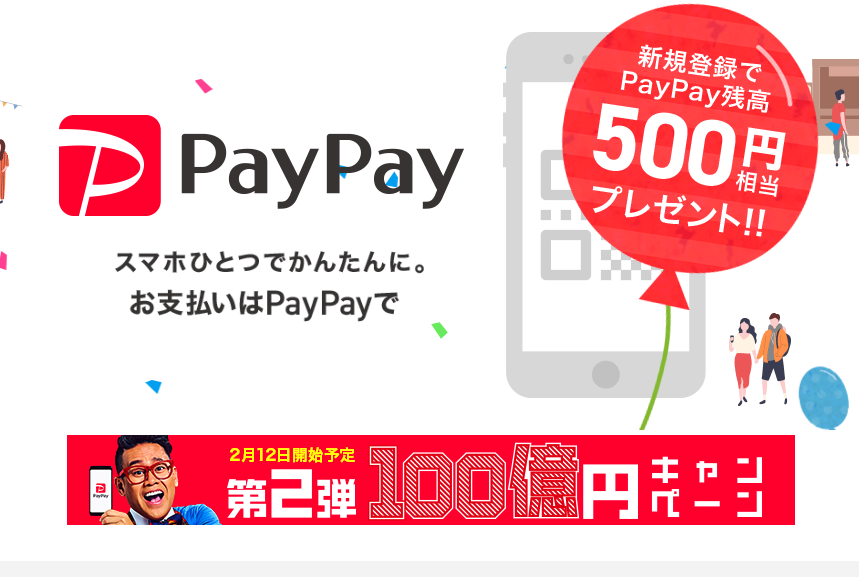 新規登録で
PayPay残高
500円
相当
プレゼント!!
PayPay
スマホひとつでかんたんに。
お支払いはPayPayで
PayPay
2月12日開始予定
第2弾
100億円
キャン
ペーン